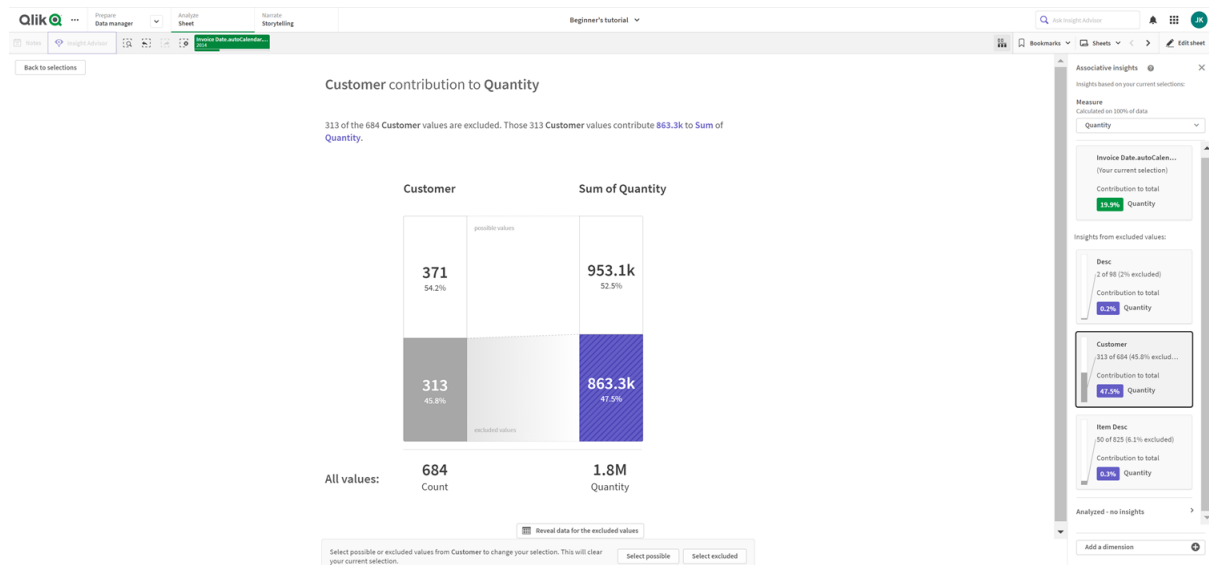 Qlik
Prepare
Data manager
Analyze
Sheet
Narrate
Storytelling
Beginner's tutorial
Ask Insight Advisor
JK
Notes
Insight Advisor
Invoice Date.autoCalendar....
2014
Bookmarks
Sheets
Edit sheet
Back to selections
Customer contribution to Quantity
313 of the 684 Customer values are excluded. Those 313 Customer values contribute 863.3k to Sum of
Quantity.
Customer
Sum of Quantity
possible values
371
54.2%
953.1k
52.5%
313
45.8%
863.3k
47.5%
excluded values
All values:
684
Count
1.8M
Quantity
Reveal data for the excluded values
Select possible or excluded values from Customer to change your selection. This will clear
your current selection.
Select possible
Select excluded
Associative insights
Insights based on your current selections:
Measure
Calculated on 100% of data
Quantity
Invoice Date.autoCalen...
(Your current selection)
Contribution to total
19.9% Quantity
Insights from excluded values:
Desc
2 of 98 (2% excluded)
Contribution to total
0.2% Quantity
Customer
313 of 684 (45.8% exclud...
Contribution to total
47.5% Quantity
Item Desc
50 of 825 (6.1% excluded)
Contribution to total
0.3% Quantity
Analyzed - no insights
Add a dimension